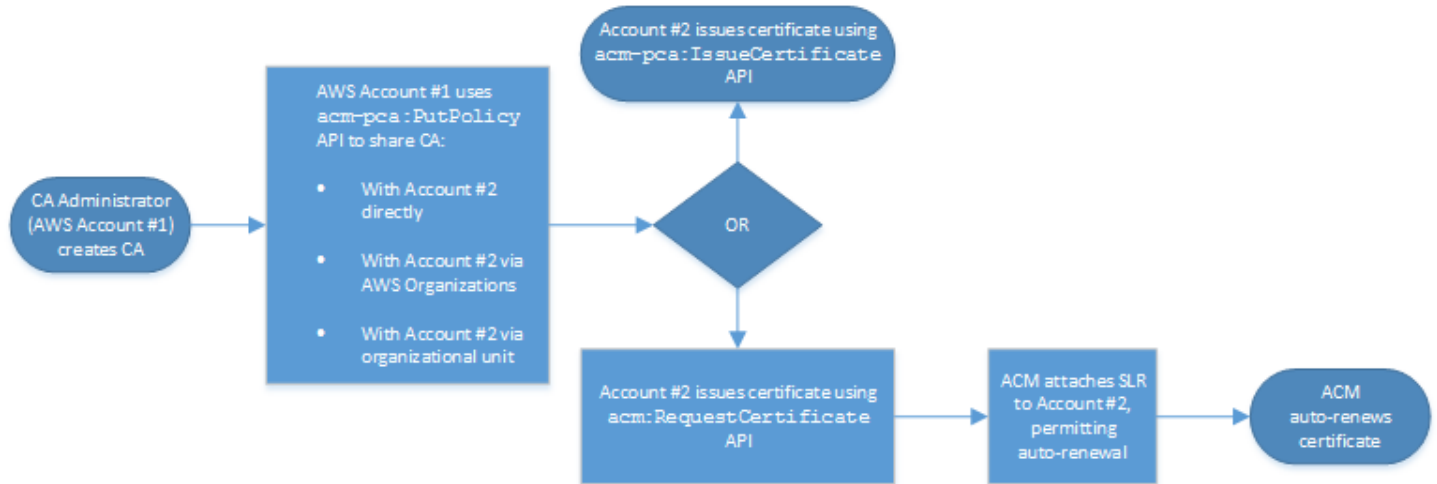 CA Administrator
(AWS Account #1)
creates CA
AWS Account #1 uses
acm-pca:PutPolicy
API to share CA:
• With Account #2
directly
• With Account #2 via
AWS Organizations
• With Account #2 via
organizational unit
OR
Account #2 issues certificate using
acm-pca:IssueCertificate
API
Account #2 issues certificate using
acm:RequestCertificate
API
ACM attaches SLR
to Account #2,
permitting
auto-renewal
ACM
auto-renews
certificate